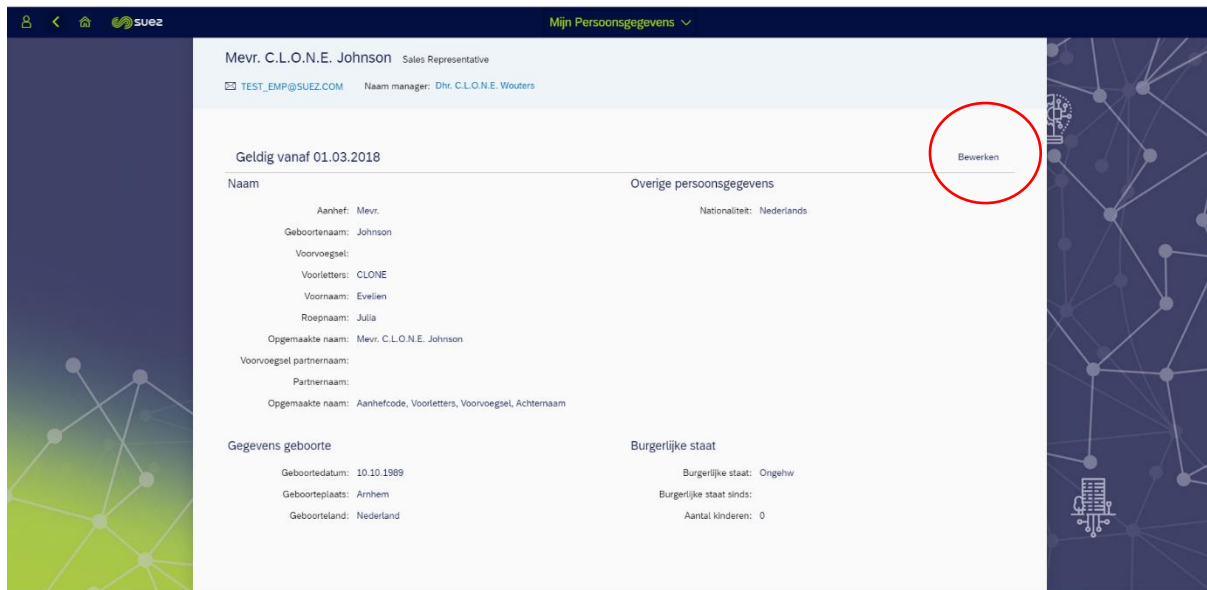 suez
Mijn Persoonsgegevens
Mevr. C.L.O.N.E. Johnson Sales Representative
TEST_EMP@SUEZ.COM Naam manager: Dhr. C.L.O.N.E. Wouters
Geldig vanaf 01.03.2018 Bewerken
Naam
Aanhef: Mevr.
Geboortenaam: Johnson
Voorvoegsel:
Voorletters: CLONE
Voornaam: Evelien
Roepnaam: Julia
Opgemaakte naam: Mevr. C.L.O.N.E. Johnson
Voorvoegsel partnernaam:
Partnernaam:
Opgemaakte naam: Aanhefcode, Voorletters, Voorvoegsel, Achternaam
Overige persoonsgegevens
Nationaliteit: Nederlands
Gegevens geboorte
Geboortedatum: 10.10.1989
Geboorteplaats: Arnhem
Geboorteland: Nederland
Burgerlijke staat
Burgerlijke staat: Ongehw
Burgerlijke staat sinds:
Aantal kinderen: 0